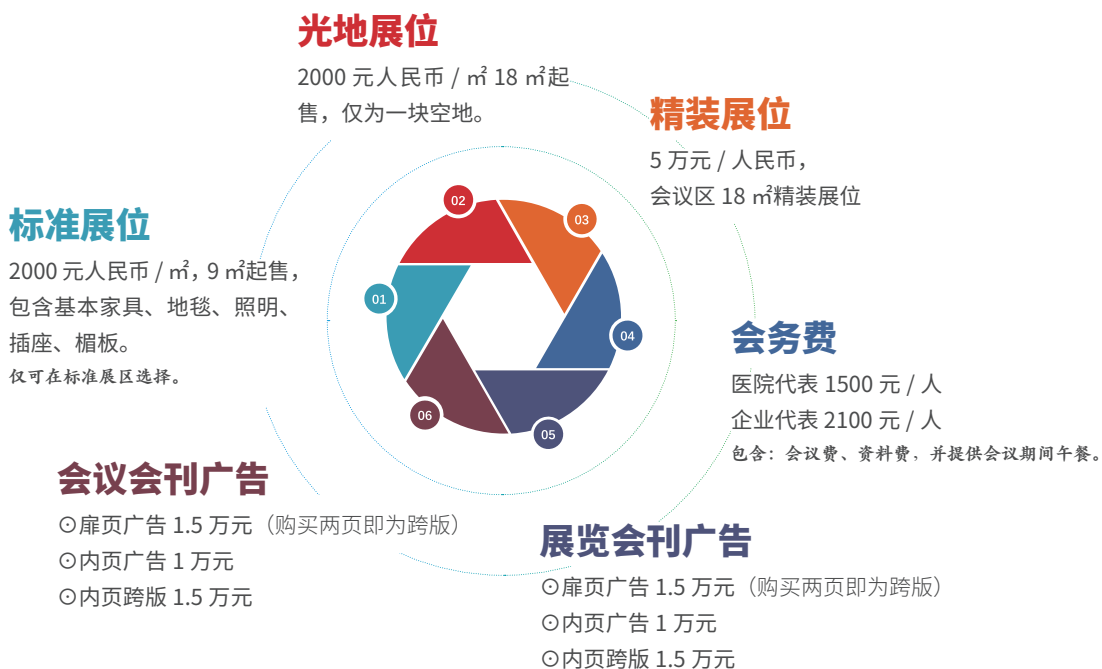 光地展位
2000 元人民币 / ㎡ 18 ㎡起
售，仅为一块空地。
精装展位
5 万元 / 人民币，
会议区 18 ㎡精装展位
标准展位
2000 元人民币 / ㎡，9 ㎡起售，
包含基本家具、地毯、照明、
插座、楣板。
仅可在标准展区选择。
02
03
01
04
06
05
会务费
医院代表 1500 元 / 人
企业代表 2100 元 / 人
包含：会议费、资料费，并提供会议期间午餐。
会议会刊广告
⊙扉页广告 1.5 万元（购买两页即为跨版）
⊙内页广告 1 万元
⊙内页跨版 1.5 万元
展览会刊广告
⊙扉页广告 1.5 万元（购买两页即为跨版）
⊙内页广告 1 万元
⊙内页跨版 1.5 万元